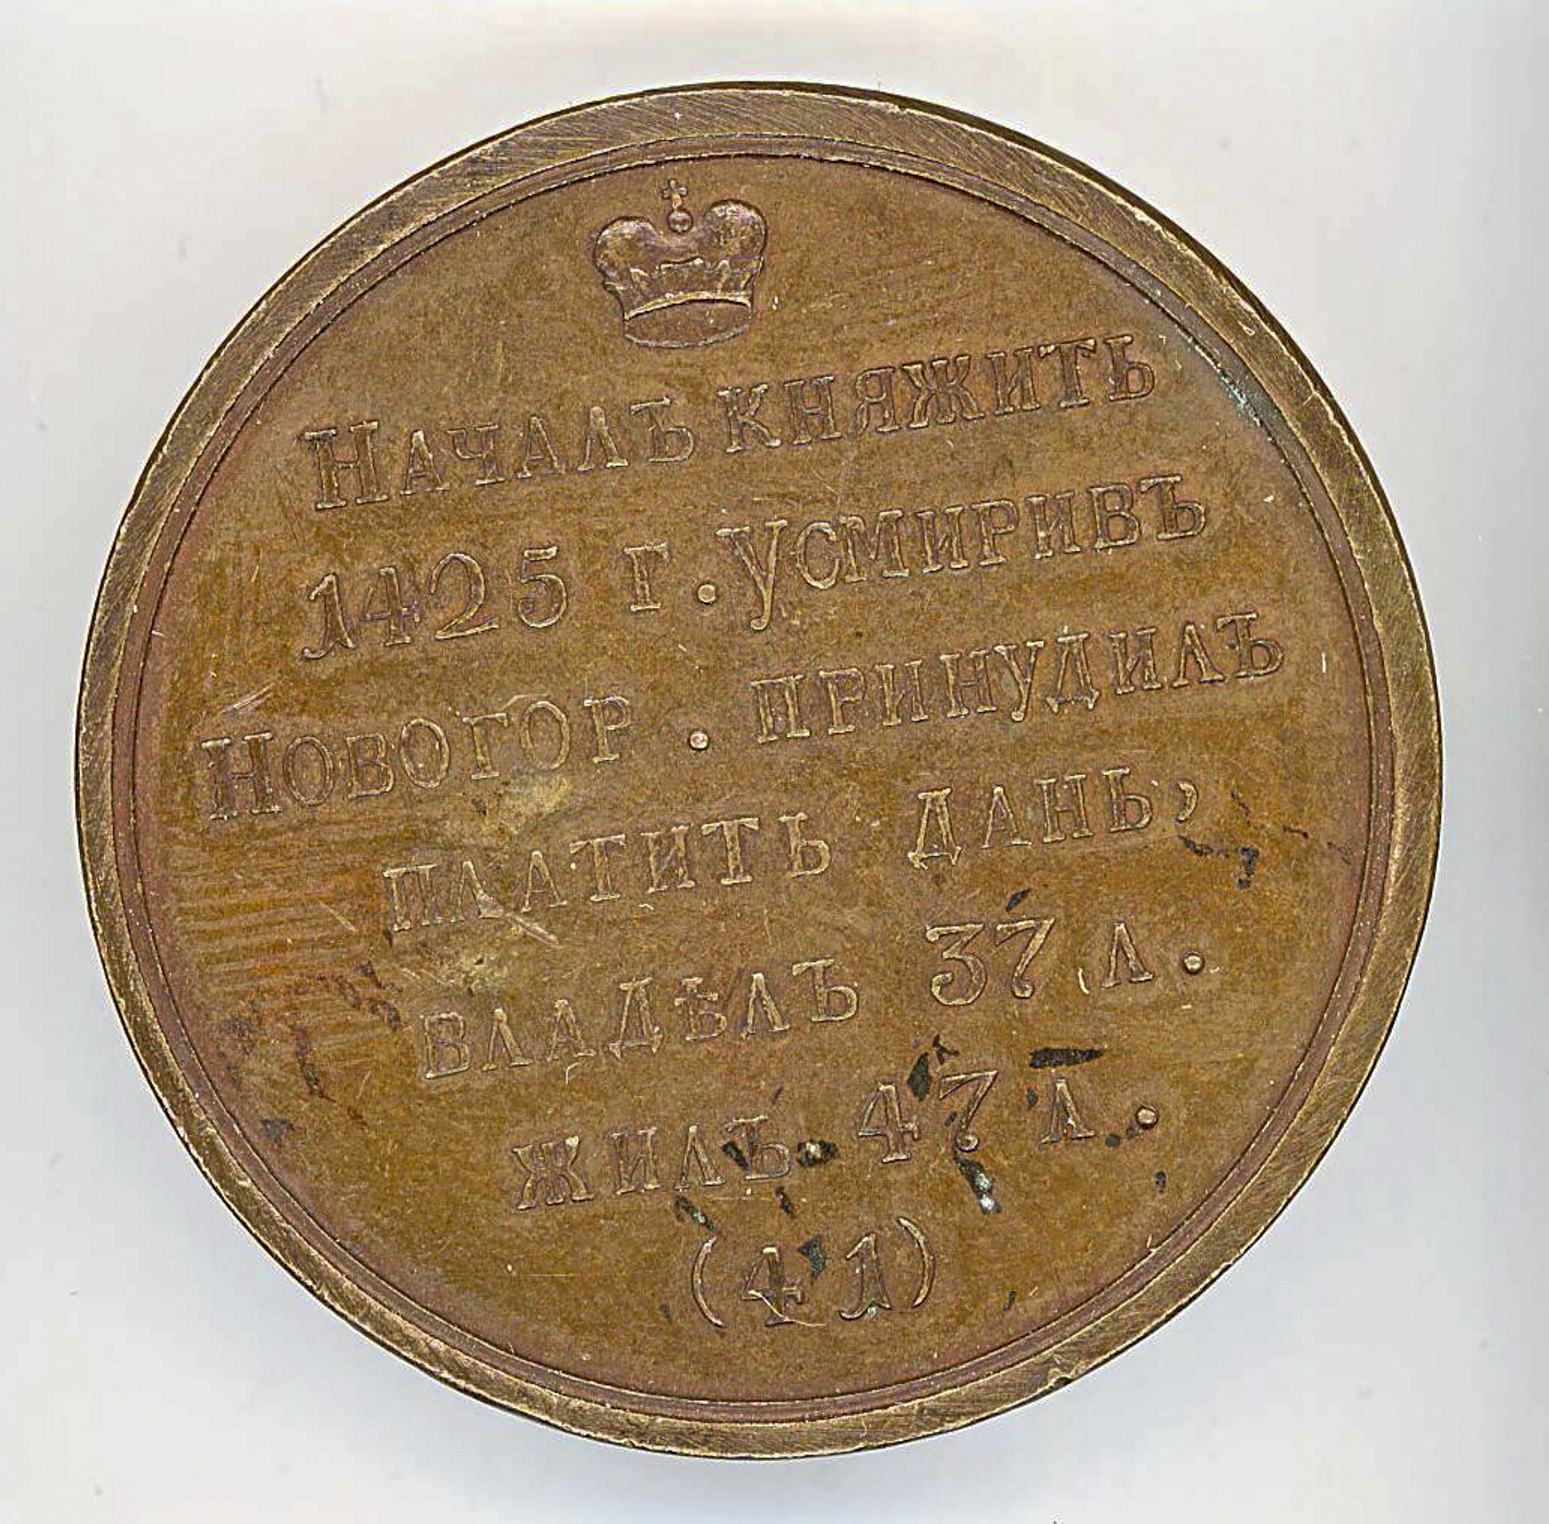 НАЧАЛЪ КНЯЖИТЬ
1425 Г. УСМИРИВЪ
НОВОГОР. ПРИНУДИЛЪ
ПЛАТИТЬ ДАНЬ,
ВЛАДѢЛЪ 37 Л.
ЖИЛЪ. 47 Л.
(41)